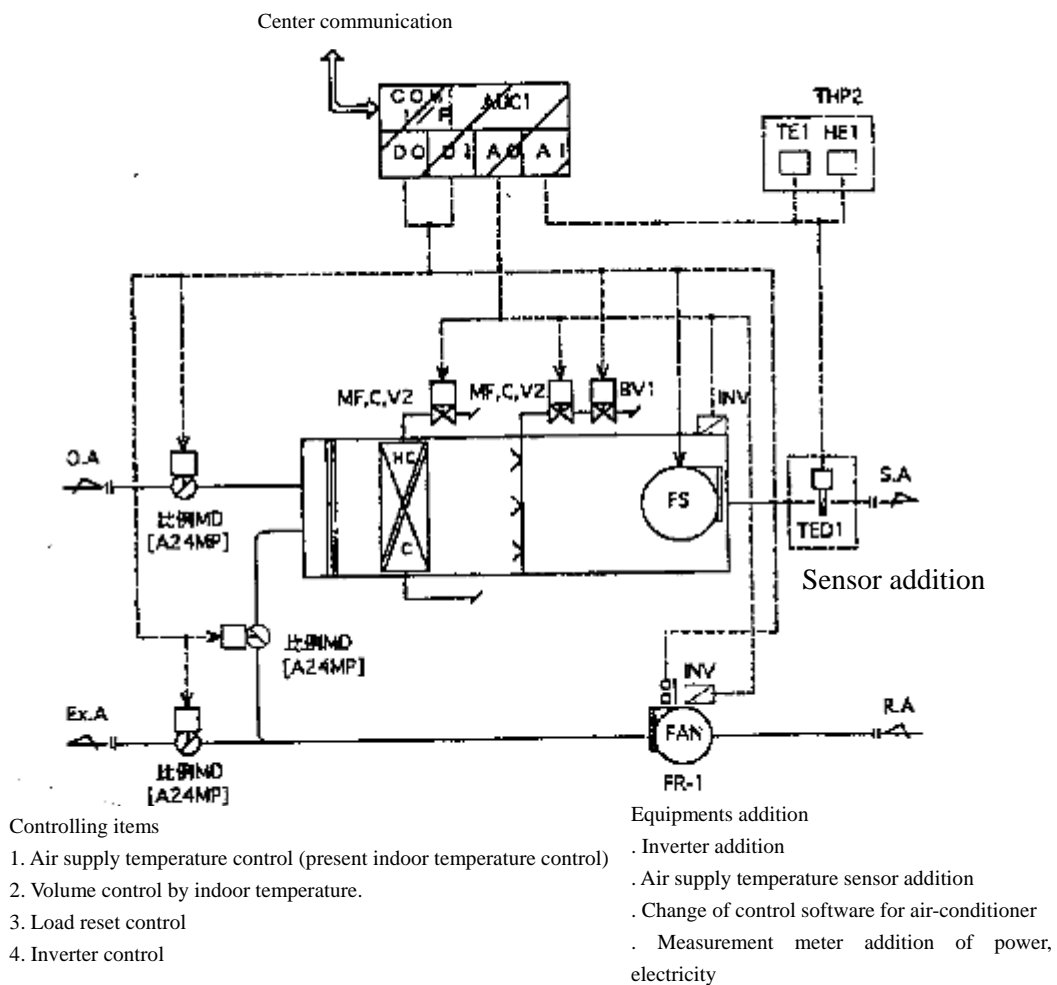 Center communication
COM
I/F
AUC1
DO DI AO AI
THP2
TE1 HE1
MF,C,V2
MF,C,V2
BV1
INV
O.A
HC
C
FS
S.A
TED1
比例MD
[A24MP]
Sensor addition
比例MD
[A24MP]
INV
Ex.A
FAN
R.A
比例MD
[A24MP]
FR-1
Controlling items
1. Air supply temperature control (present indoor temperature control)
2. Volume control by indoor temperature.
3. Load reset control
4. Inverter control
Equipments addition
. Inverter addition
. Air supply temperature sensor addition
. Change of control software for air-conditioner
. Measurement meter addition of power,
electricity